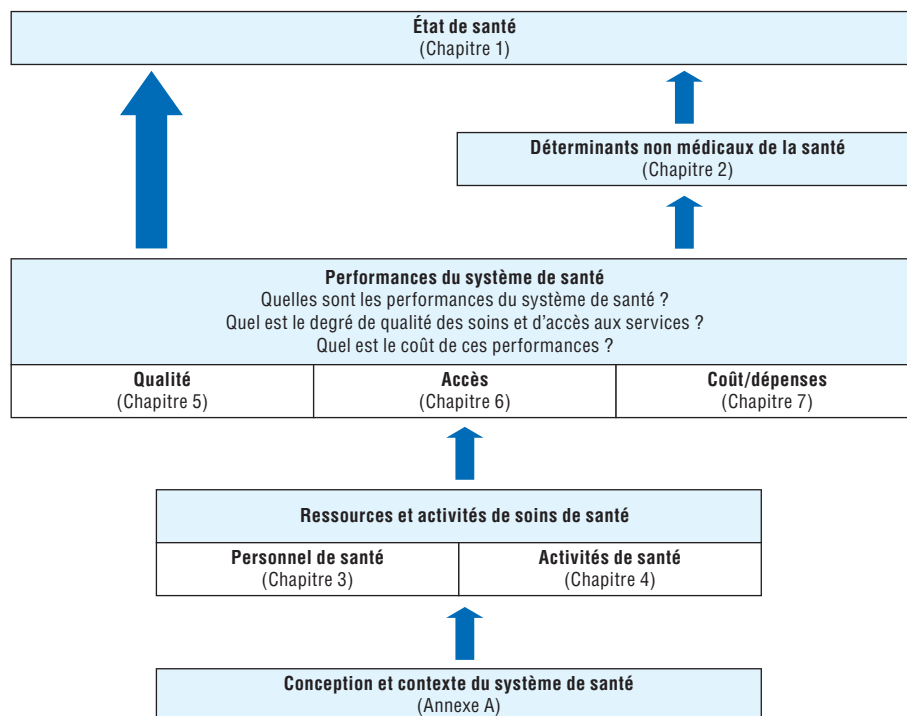 État de santé
(Chapitre 1)
Déterminants non médicaux de la santé
(Chapitre 2)
Performances du système de santé
Quelles sont les performances du système de santé ?
Quel est le degré de qualité des soins et d'accès aux services ?
Quel est le coût de ces performances ?
Qualité
(Chapitre 5)
Accès
(Chapitre 6)
Coût/dépenses
(Chapitre 7)
Ressources et activités de soins de santé
Personnel de santé
(Chapitre 3)
Activités de santé
(Chapitre 4)
Conception et contexte du système de santé
(Annexe A)